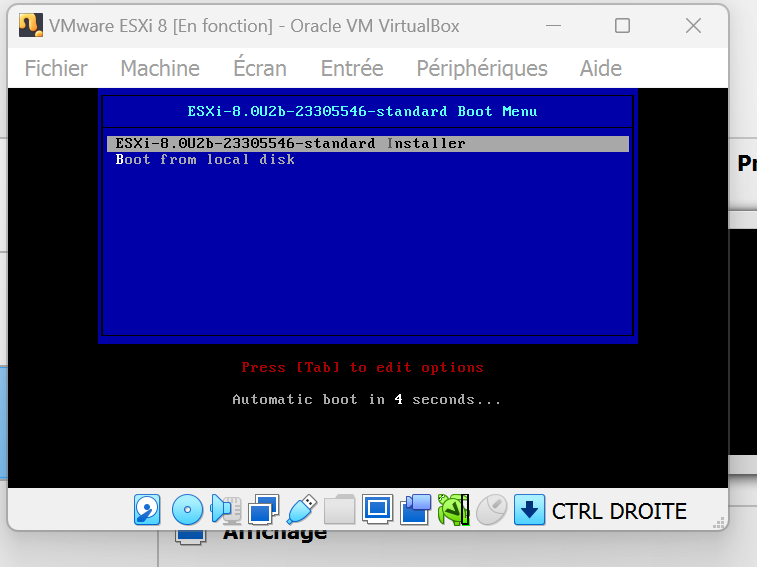 VMware ESXi 8 [En fonction] - Oracle VM VirtualBox
Fichier Machine Écran Entrée Périphériques Aide
ESXi-8.0U2b-23305546-standard Boot Menu
ESXi-8.0U2b-23305546-standard Installer
Boot from local disk
Pr
Press [Tab] to edit options
Automatic boot in 4 seconds...
CTRL DROITE
Affichage